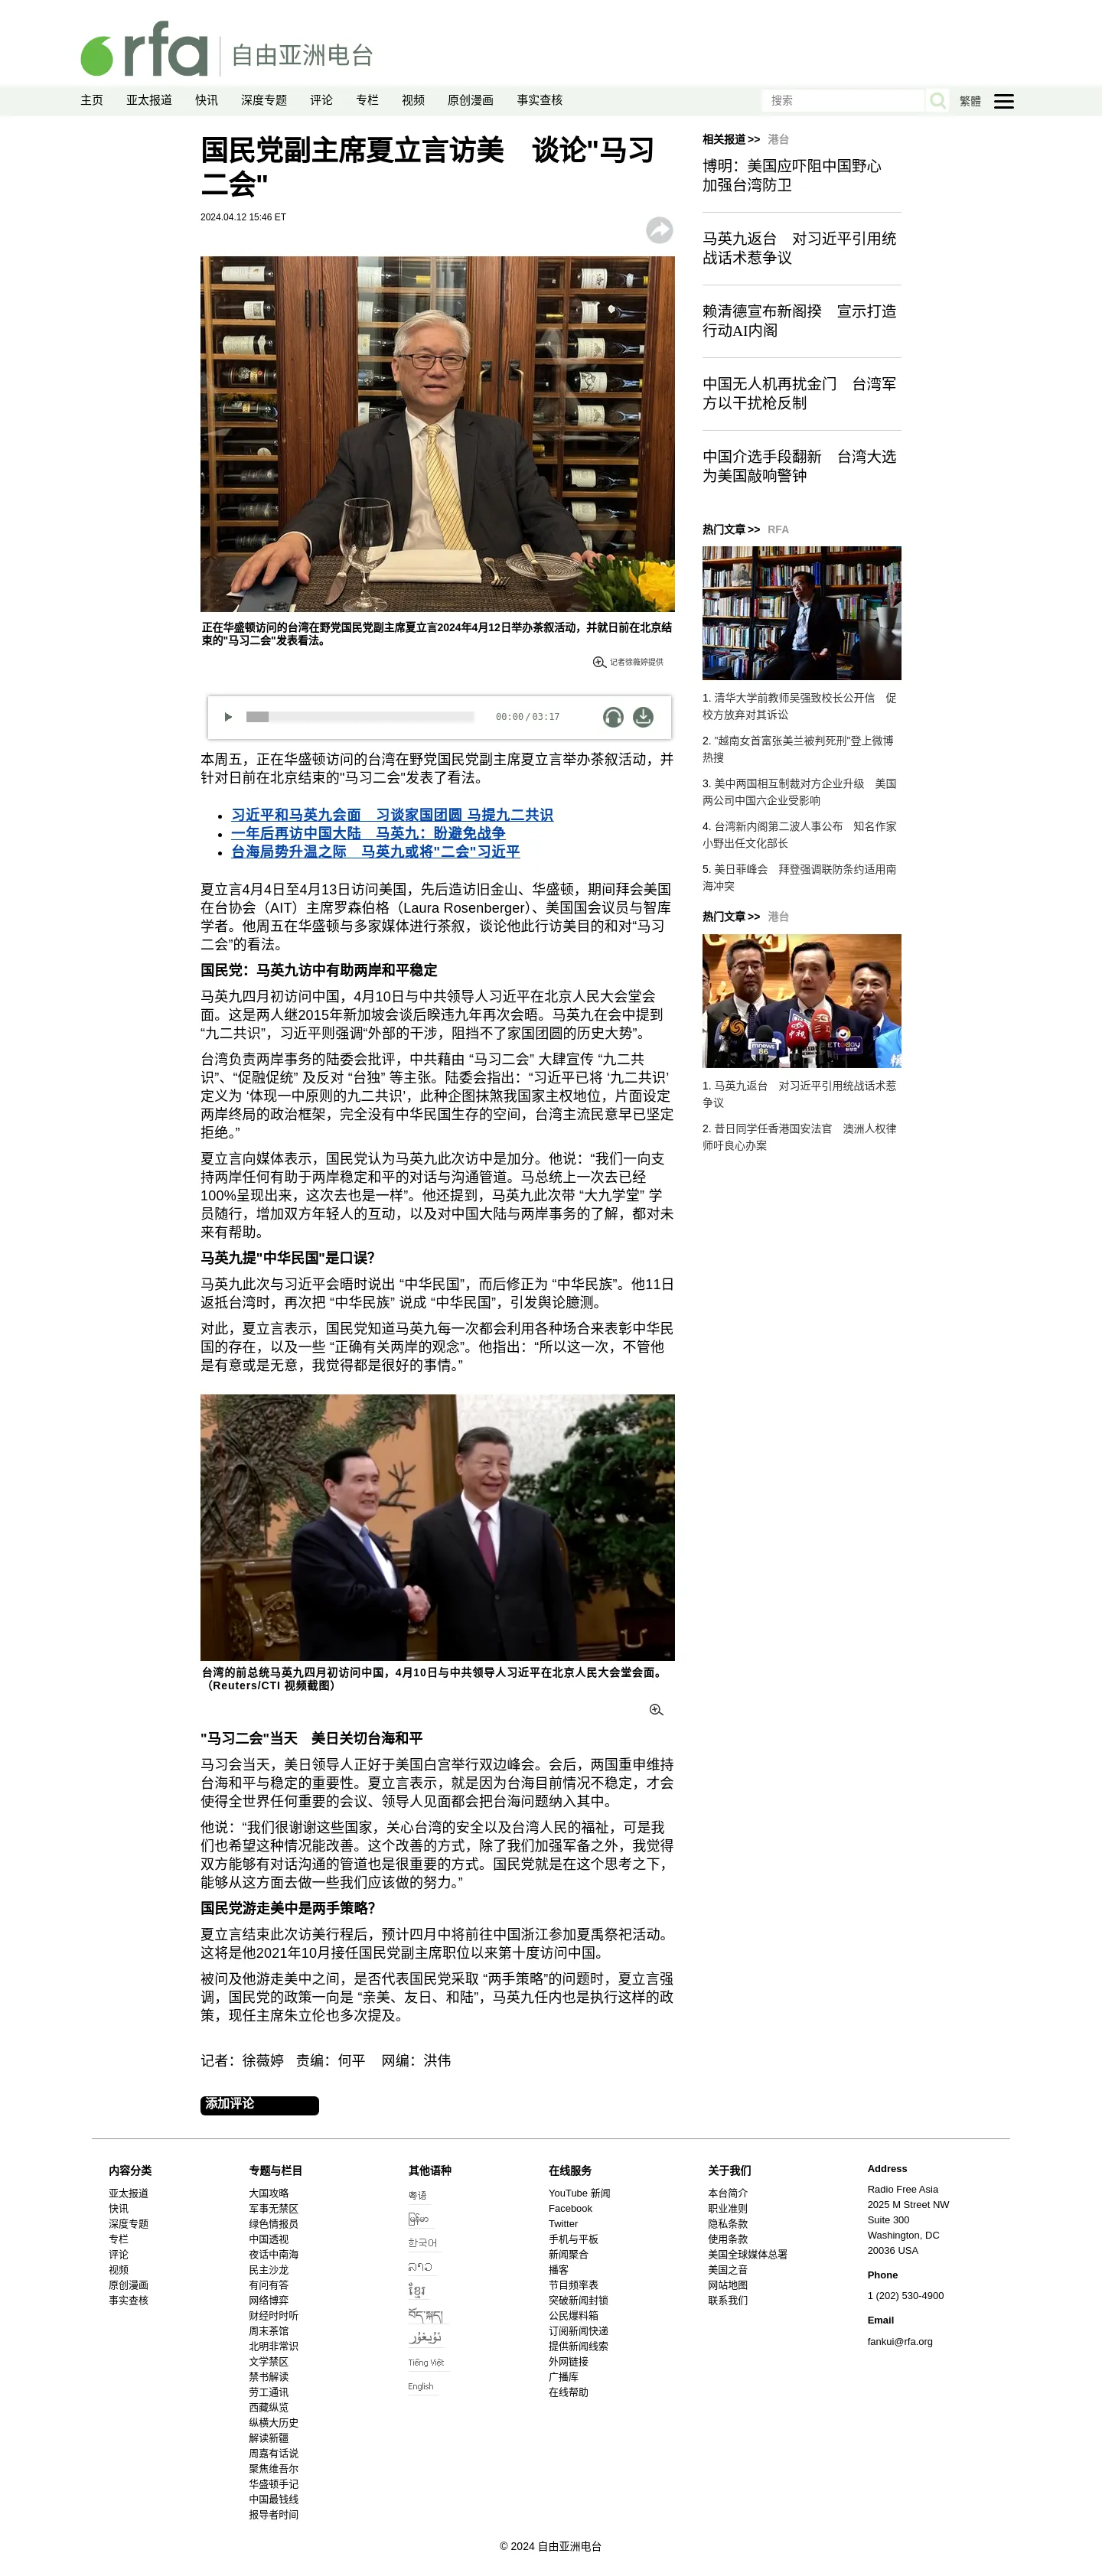 rfa 自由亚洲电台
主页 亚太报道 快讯 深度专题 评论 专栏 视频 原创漫画 事实查核 搜索 繁體
国民党副主席夏立言访美　谈论"马习
二会"
2024.04.12 15:46 ET
正在华盛顿访问的台湾在野党国民党副主席夏立言2024年4月12日举办茶叙活动，并就日前在北京结
束的"马习二会"发表看法。
记者徐薇婷提供
00:00 / 03:17
本周五，正在华盛顿访问的台湾在野党国民党副主席夏立言举办茶叙活动，并
针对日前在北京结束的"马习二会"发表了看法。
习近平和马英九会面　习谈家国团圆 马提九二共识
一年后再访中国大陆　马英九：盼避免战争
台海局势升温之际　马英九或将"二会"习近平
夏立言4月4日至4月13日访问美国，先后造访旧金山、华盛顿，期间拜会美国
在台协会（AIT）主席罗森伯格（Laura Rosenberger）、美国国会议员与智库
学者。他周五在华盛顿与多家媒体进行茶叙，谈论他此行访美目的和对“马习
二会”的看法。
国民党：马英九访中有助两岸和平稳定
马英九四月初访问中国，4月10日与中共领导人习近平在北京人民大会堂会
面。这是两人继2015年新加坡会谈后睽违九年再次会晤。马英九在会中提到
“九二共识”，习近平则强调“外部的干涉，阻挡不了家国团圆的历史大势”。
台湾负责两岸事务的陆委会批评，中共藉由 “马习二会” 大肆宣传 “九二共
识”、“促融促统” 及反对 “台独” 等主张。陆委会指出：“习近平已将 ‘九二共识’
定义为 ‘体现一中原则的九二共识’，此种企图抹煞我国家主权地位，片面设定
两岸终局的政治框架，完全没有中华民国生存的空间，台湾主流民意早已坚定
拒绝。”
夏立言向媒体表示，国民党认为马英九此次访中是加分。他说：“我们一向支
持两岸任何有助于两岸稳定和平的对话与沟通管道。马总统上一次去已经
100%呈现出来，这次去也是一样”。他还提到，马英九此次带 “大九学堂” 学
员随行，增加双方年轻人的互动，以及对中国大陆与两岸事务的了解，都对未
来有帮助。
马英九提"中华民国"是口误？
马英九此次与习近平会晤时说出 “中华民国”，而后修正为 “中华民族”。他11日
返抵台湾时，再次把 “中华民族” 说成 “中华民国”，引发舆论臆测。
对此，夏立言表示，国民党知道马英九每一次都会利用各种场合来表彰中华民
国的存在，以及一些 “正确有关两岸的观念”。他指出：“所以这一次，不管他
是有意或是无意，我觉得都是很好的事情。”
台湾的前总统马英九四月初访问中国，4月10日与中共领导人习近平在北京人民大会堂会面。
（Reuters/CTI 视频截图）
"马习二会"当天　美日关切台海和平
马习会当天，美日领导人正好于美国白宫举行双边峰会。会后，两国重申维持
台海和平与稳定的重要性。夏立言表示，就是因为台海目前情况不稳定，才会
使得全世界任何重要的会议、领导人见面都会把台海问题纳入其中。
他说：“我们很谢谢这些国家，关心台湾的安全以及台湾人民的福祉，可是我
们也希望这种情况能改善。这个改善的方式，除了我们加强军备之外，我觉得
双方能够有对话沟通的管道也是很重要的方式。国民党就是在这个思考之下，
能够从这方面去做一些我们应该做的努力。”
国民党游走美中是两手策略？
夏立言结束此次访美行程后，预计四月中将前往中国浙江参加夏禹祭祀活动。
这将是他2021年10月接任国民党副主席职位以来第十度访问中国。
被问及他游走美中之间，是否代表国民党采取 “两手策略”的问题时，夏立言强
调，国民党的政策一向是 “亲美、友日、和陆”，马英九任内也是执行这样的政
策，现任主席朱立伦也多次提及。
记者：徐薇婷　责编：何平　网编：洪伟
添加评论
相关报道 >> 港台
博明：美国应吓阻中国野心
加强台湾防卫
马英九返台　对习近平引用统
战话术惹争议
赖清德宣布新阁揆　宣示打造
行动AI内阁
中国无人机再扰金门　台湾军
方以干扰枪反制
中国介选手段翻新　台湾大选
为美国敲响警钟
热门文章 >> RFA
1. 清华大学前教师吴强致校长公开信　促
校方放弃对其诉讼
2. "越南女首富张美兰被判死刑"登上微博
热搜
3. 美中两国相互制裁对方企业升级　美国
两公司中国六企业受影响
4. 台湾新内阁第二波人事公布　知名作家
小野出任文化部长
5. 美日菲峰会　拜登强调联防条约适用南
海冲突
热门文章 >> 港台
mnews
86
中視
ETtoday
1. 马英九返台　对习近平引用统战话术惹
争议
2. 昔日同学任香港国安法官　澳洲人权律
师吁良心办案
内容分类
亚太报道
快讯
深度专题
专栏
评论
视频
原创漫画
事实查核
专题与栏目
大国攻略
军事无禁区
绿色情报员
中国透视
夜话中南海
民主沙龙
有问有答
网络博弈
财经时时听
周末茶馆
北明非常识
文学禁区
禁书解读
劳工通讯
西藏纵览
纵横大历史
解读新疆
周嘉有话说
聚焦维吾尔
华盛顿手记
中国最钱线
报导者时间
其他语种
粤语
မြန်မာ
한국어
ລາວ
ខ្មែរ
བོད་སྐད།
ئۇيغۇر
Tiếng Việt
English
在线服务
YouTube 新闻
Facebook
Twitter
手机与平板
新闻聚合
播客
节目频率表
突破新闻封锁
公民爆料箱
订阅新闻快递
提供新闻线索
外网链接
广播库
在线帮助
关于我们
本台简介
职业准则
隐私条款
使用条款
美国全球媒体总署
美国之音
网站地图
联系我们
Address
Radio Free Asia
2025 M Street NW
Suite 300
Washington, DC
20036 USA
Phone
1 (202) 530-4900
Email
fankui@rfa.org
© 2024 自由亚洲电台